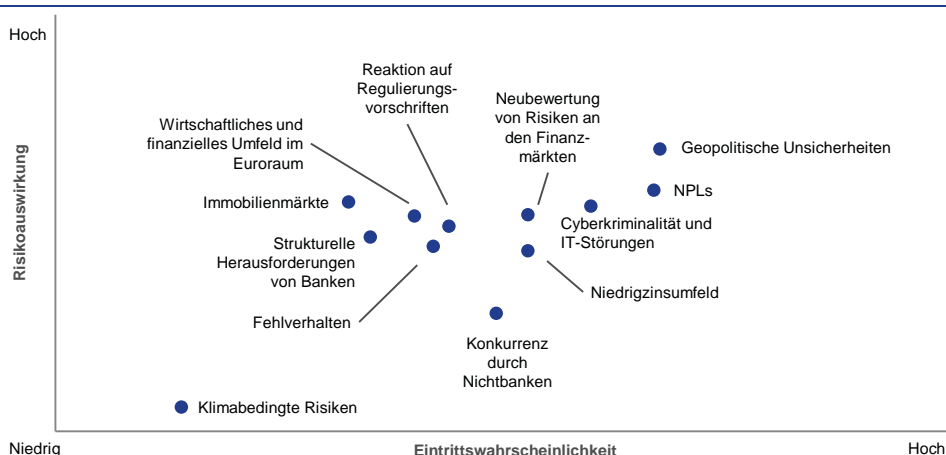 Hoch
Reaktion auf
Regulierungs-
vorschriften
Neubewertung
von Risiken an
den Finanz-
märkten
Wirtschaftliches und
finanzielles Umfeld im
Euroraum
Geopolitische Unsicherheiten
NPLs
Immobilienmärkte
Cyberkriminalität und
IT-Störungen
Strukturelle
Herausforderungen
von Banken
Niedrigzinsumfeld
Fehlverhalten
Konkurrenz
durch
Nichtbanken
Klimabedingte Risiken
Risikoauswirkung
Niedrig
Eintrittswahrscheinlichkeit
Hoch